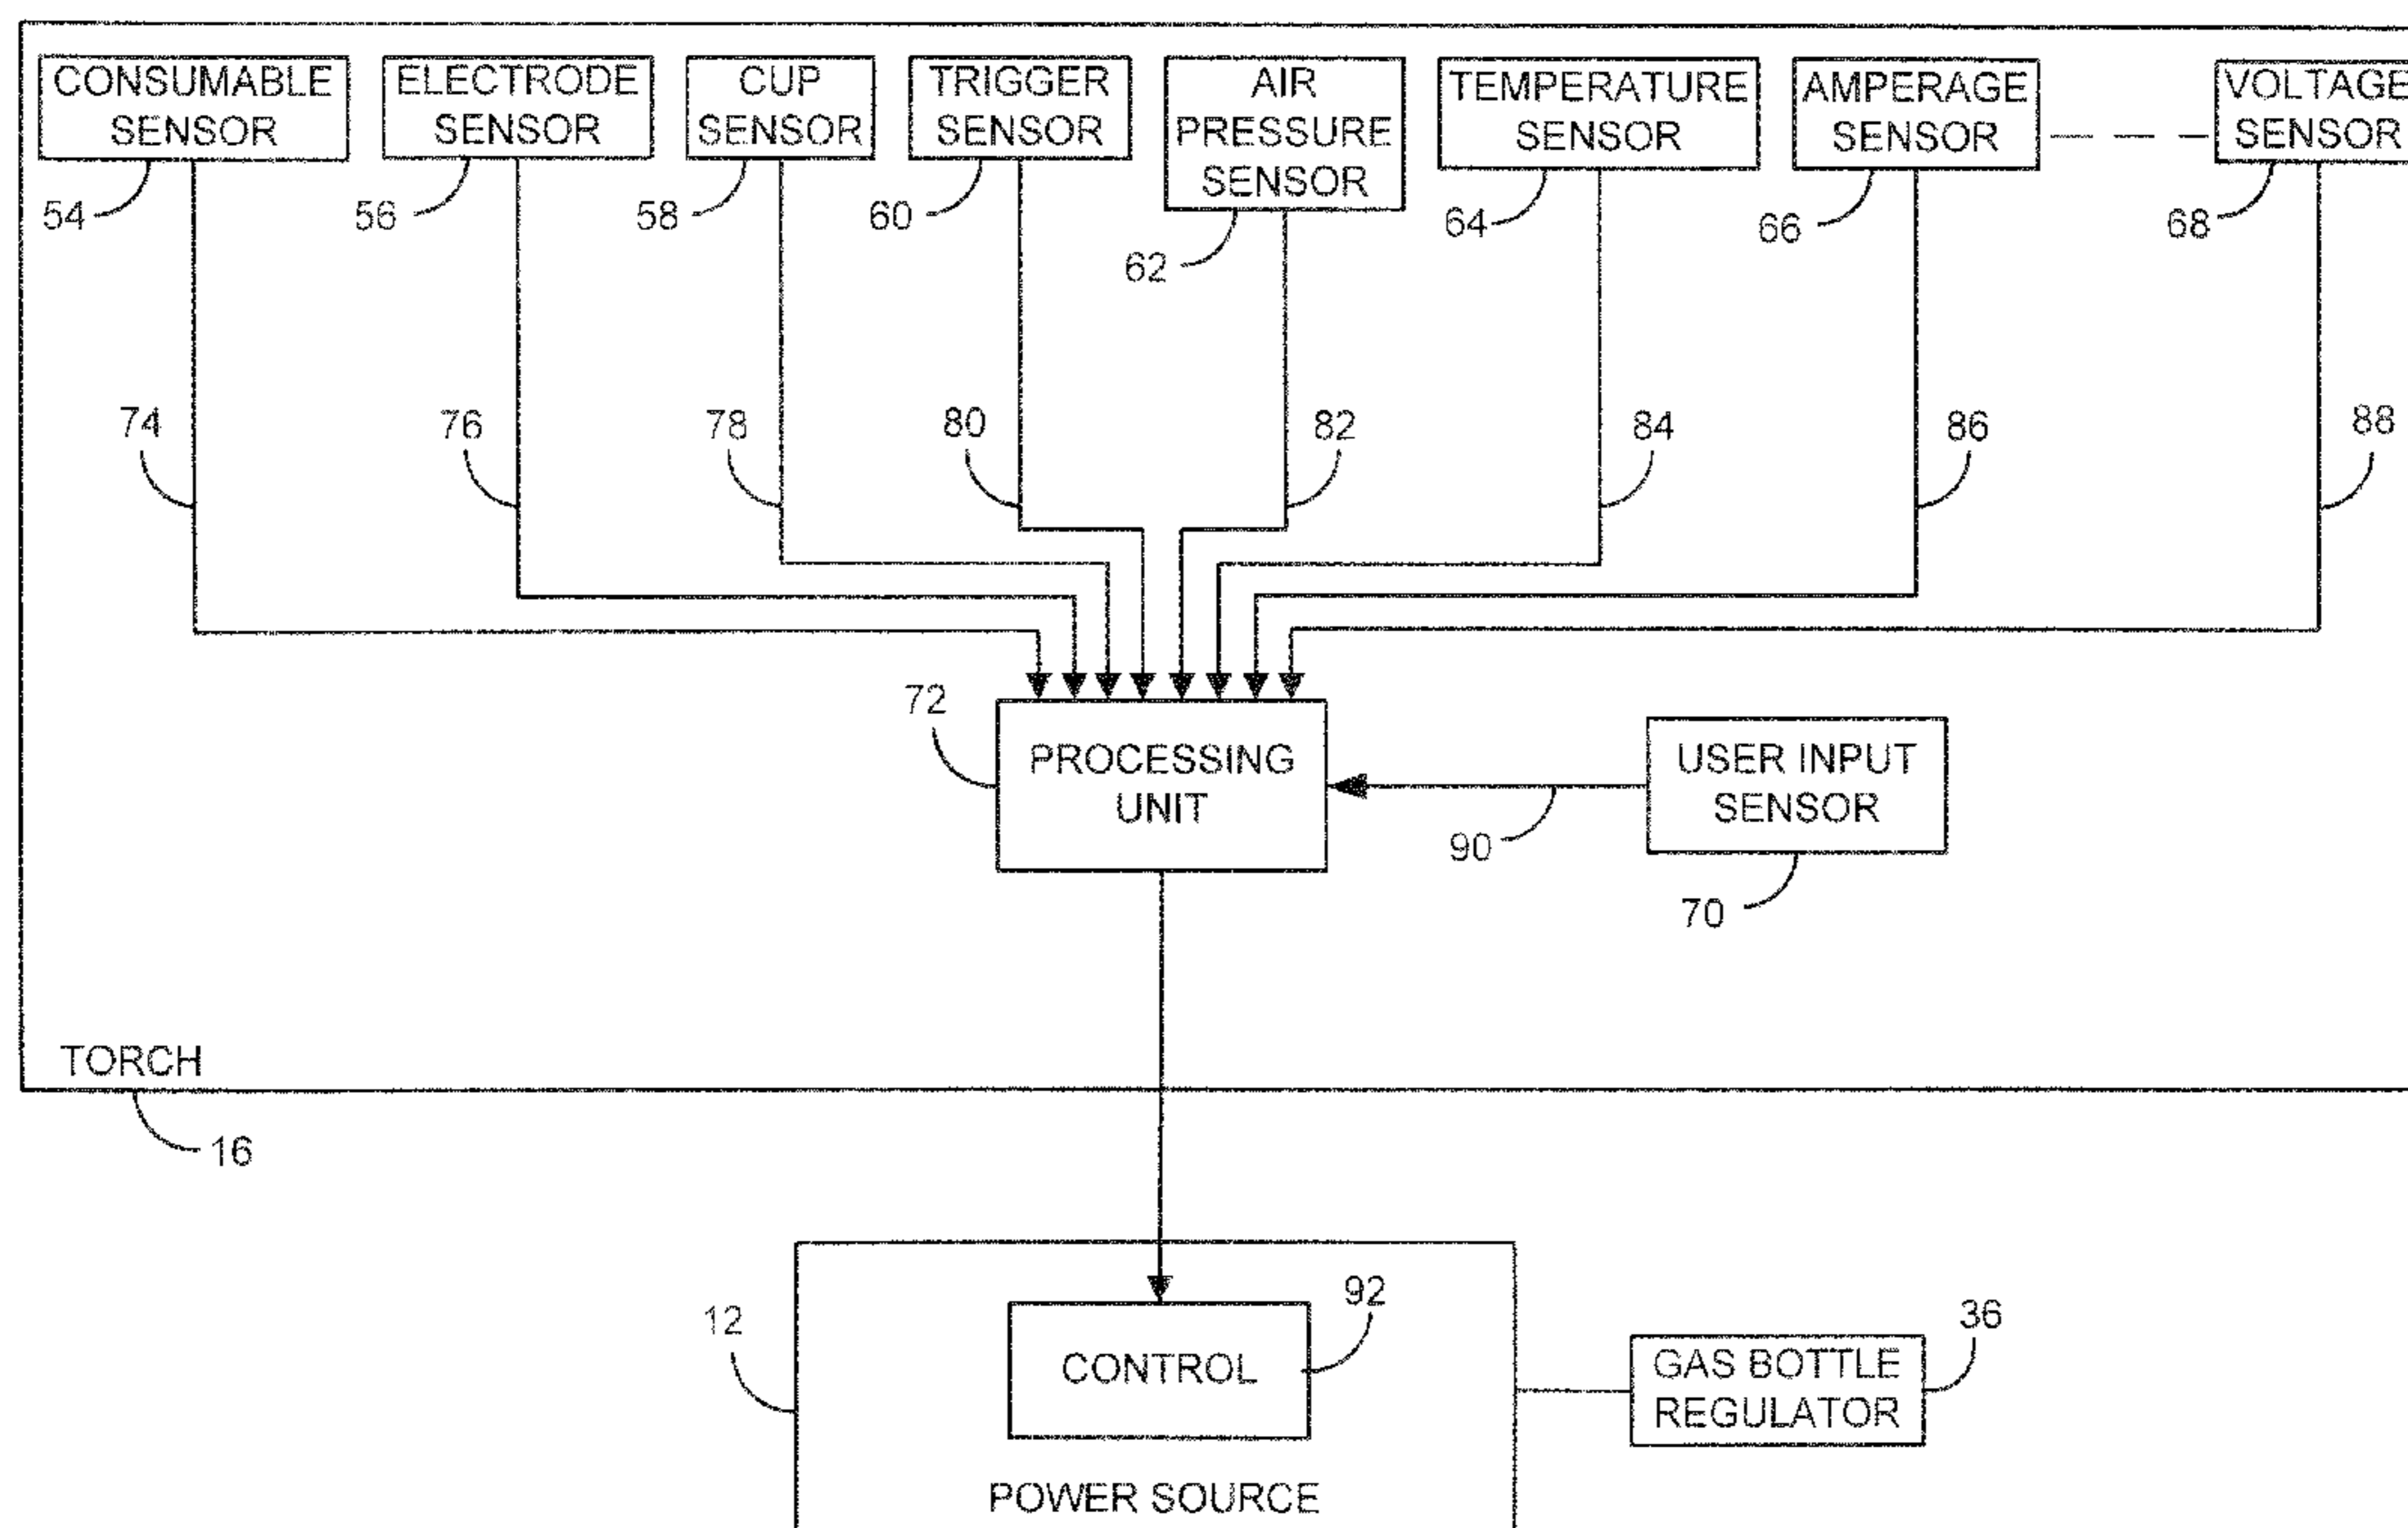 CONSUMABLE
SENSOR
ELECTRODE
SENSOR
CUP
SENSOR
TRIGGER
SENSOR
AIR
PRESSURE
SENSOR
TEMPERATURE
SENSOR
AMPERAGE
SENSOR
VOLTAGE
SENSOR
54
56
58
60
62
64
66
68
74
76
78
80
82
84
86
88
72
PROCESSING
UNIT
90
USER INPUT
SENSOR
70
TORCH
16
12
CONTROL
92
POWER SOURCE
36
GAS BOTTLE
REGULATOR